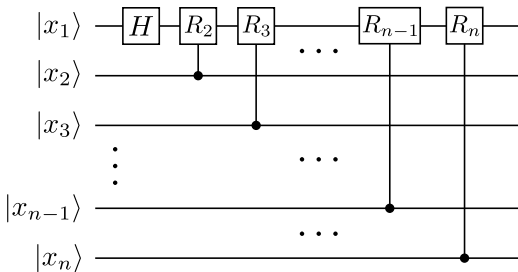 |x₁⟩ H R₂ R₃ ··· Rₙ₋₁ Rₙ
|x₂⟩
|x₃⟩
⋮ ···
|xₙ₋₁⟩
···
|xₙ⟩